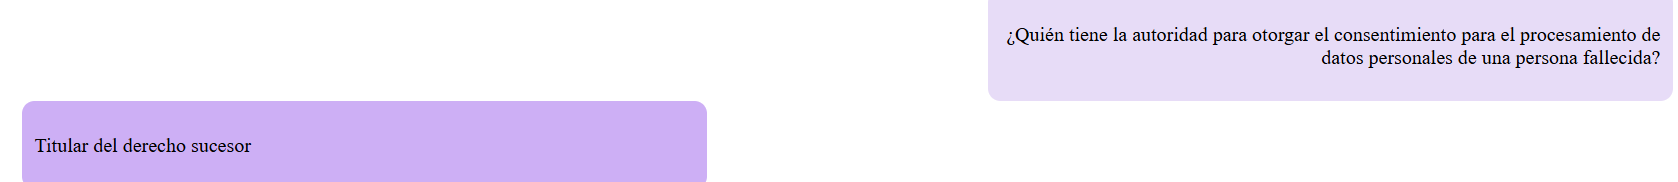 ¿Quién tiene la autoridad para otorgar el consentimiento para el procesamiento de
datos personales de una persona fallecida?
Titular del derecho sucesor